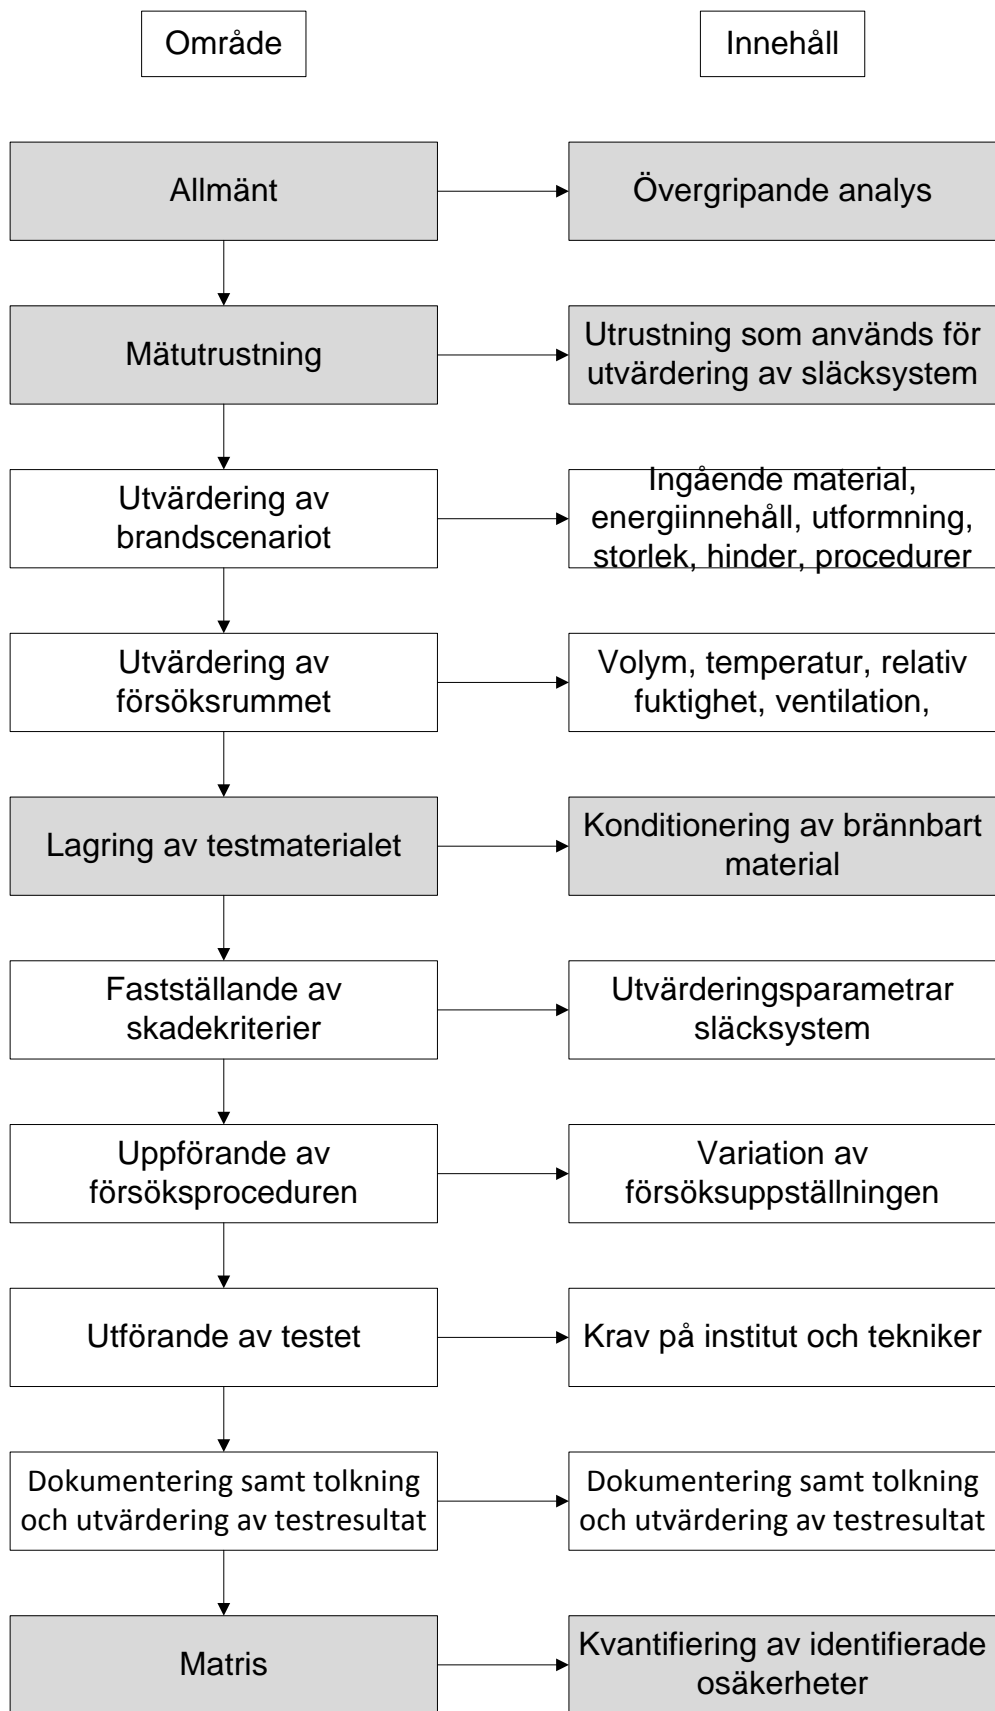 Område
Innehåll
Allmänt
Övergripande analys
Mätutrustning
Utrustning som används för
utvärdering av släcksystem
Utvärdering av
brandscenariot
Ingående material,
energiinnehåll, utformning,
storlek, hinder, procedurer
Utvärdering av
försöksrummet
Volym, temperatur, relativ
fuktighet, ventilation,
Lagring av testmaterialet
Konditionering av brännbart
material
Fastställande av
skadekriterier
Utvärderingsparametrar
släcksystem
Uppförande av
försöksproceduren
Variation av
försöksuppställningen
Utförande av testet
Krav på institut och tekniker
Dokumentering samt tolkning
och utvärdering av testresultat
Dokumentering samt tolkning
och utvärdering av testresultat
Matris
Kvantifiering av identifierade
osäkerheter